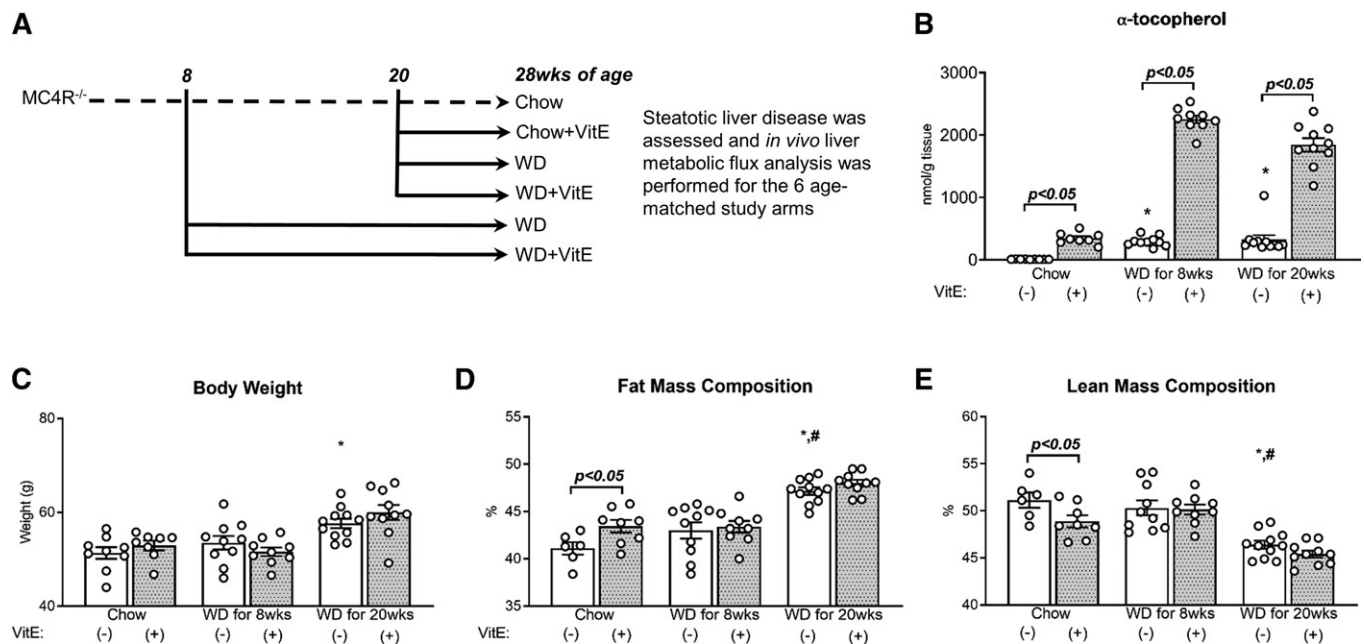 A
8
20
28wks of age
MC4R-/-
Chow
Chow+VitE
WD
WD+VitE
WD
WD+VitE
Steatotic liver disease was
assessed and in vivo liver
metabolic flux analysis was
performed for the 6 age-
matched study arms
B
α-tocopherol
nmol/g tissue
3000
2000
1000
0
p<0.05
p<0.05
p<0.05
*
*
Chow
WD for 8wks
WD for 20wks
VitE:
(-)
(+)
(-)
(+)
(-)
(+)
C
Body Weight
Weight (g)
80
60
40
*
Chow
WD for 8wks
WD for 20wks
VitE:
(-)
(+)
(-)
(+)
(-)
(+)
D
Fat Mass Composition
%
55
50
45
40
35
p<0.05
*,#
Chow
WD for 8wks
WD for 20wks
(-)
(+)
(-)
(+)
(-)
(+)
E
Lean Mass Composition
%
60
55
50
45
40
p<0.05
*,#
Chow
WD for 8wks
WD for 20wks
VitE:
(-)
(+)
(-)
(+)
(-)
(+)